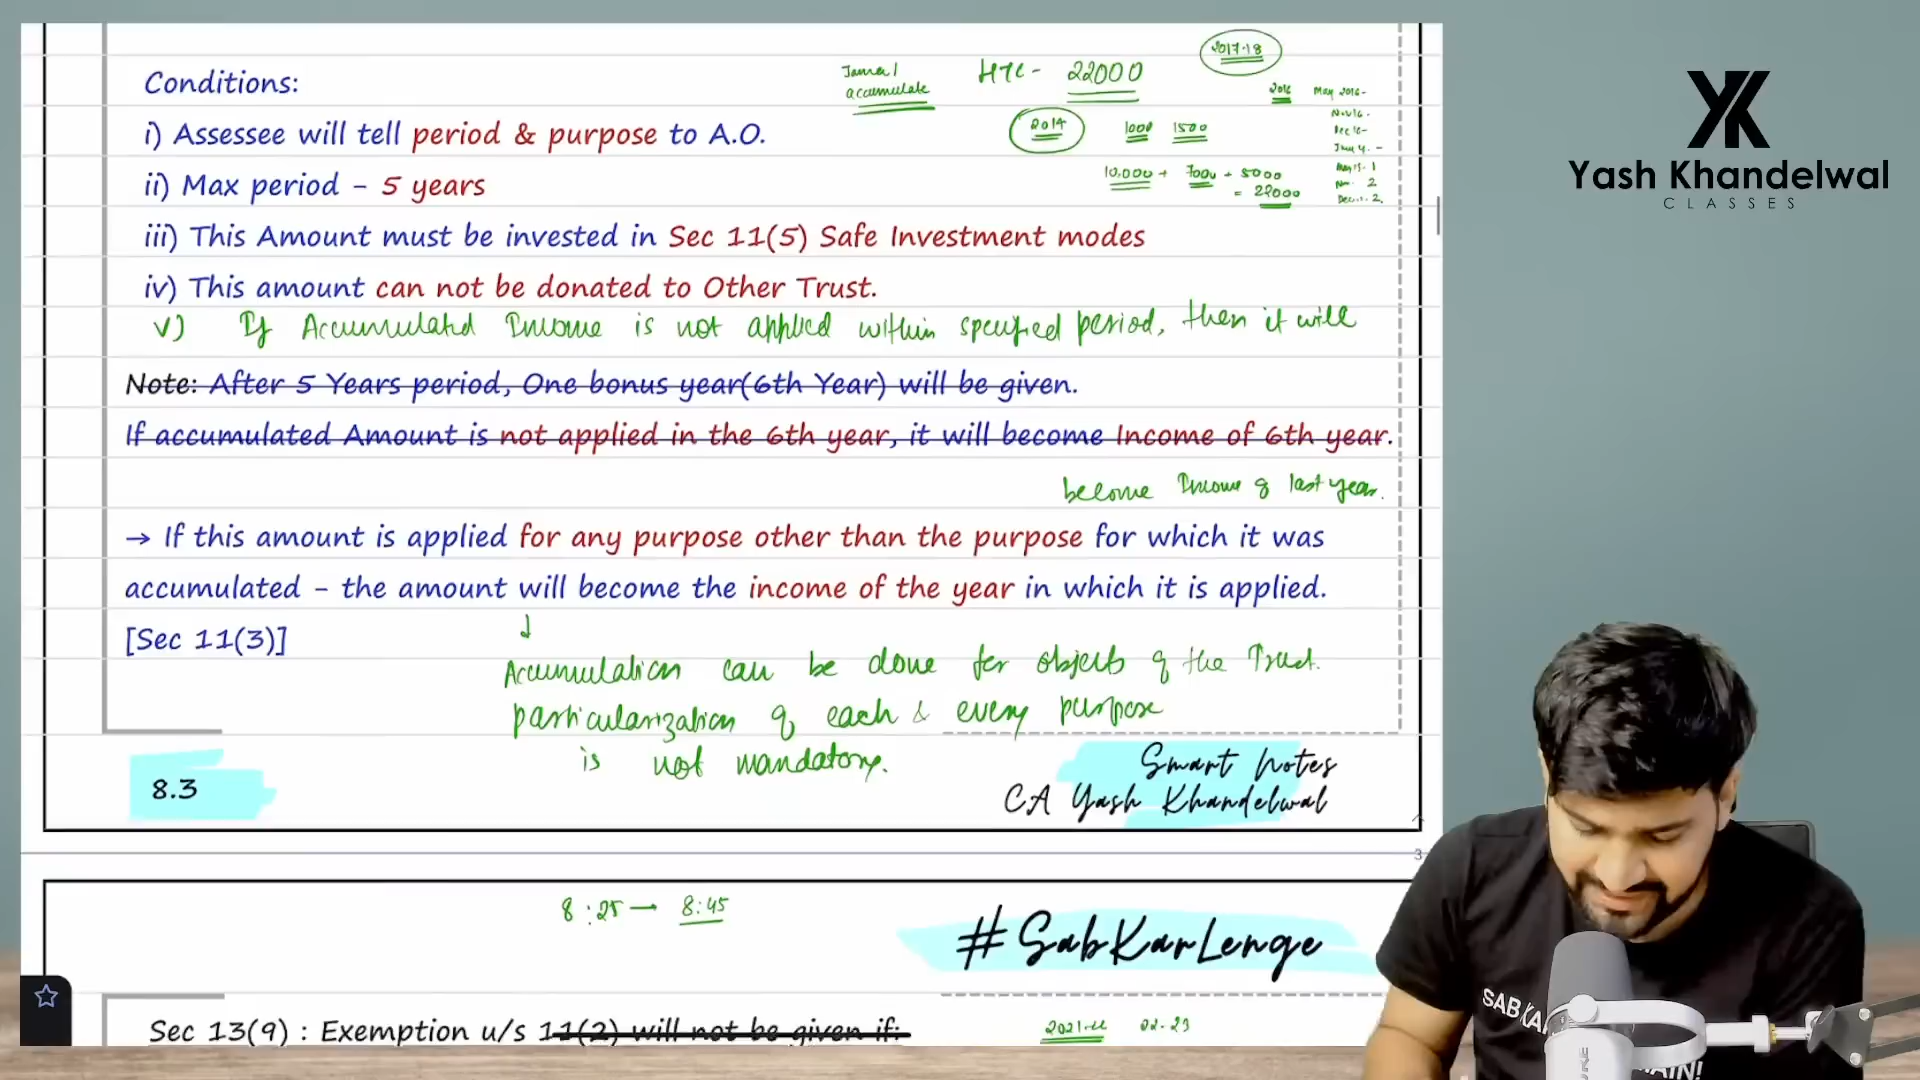 Conditions:
i) Assessee will tell period & purpose to A.O.
ii) Max period - 5 years
iii) This Amount must be invested in Sec 11(5) Safe Investment modes
iv) This amount can not be donated to Other Trust.
v) If Accumulated Income is not applied within specified period, then it will
Note: After 5 Years period, One bonus year(6th Year) will be given.
If accumulated Amount is not applied in the 6th year, it will become Income of 6th year.
become Income of last year.
→ If this amount is applied for any purpose other than the purpose for which it was
accumulated - the amount will become the income of the year in which it is applied.
[Sec 11(3)]
Accumulation can be done for objects of the Trust.
particularization of each & every purpose
is not mandatory.
accumulate
22000
2017-18
2014
1000 1500
2016 May 2016-
10,000 + 7000 + 5000
= 22000
8.3
Smart Notes
CA Yash Khandelwal
3
8:25 → 8:45
#SabKarLenge
Sec 13(9) : Exemption u/s 11(2) will not be given if:
YK
Yash Khandelwal
CLASSES